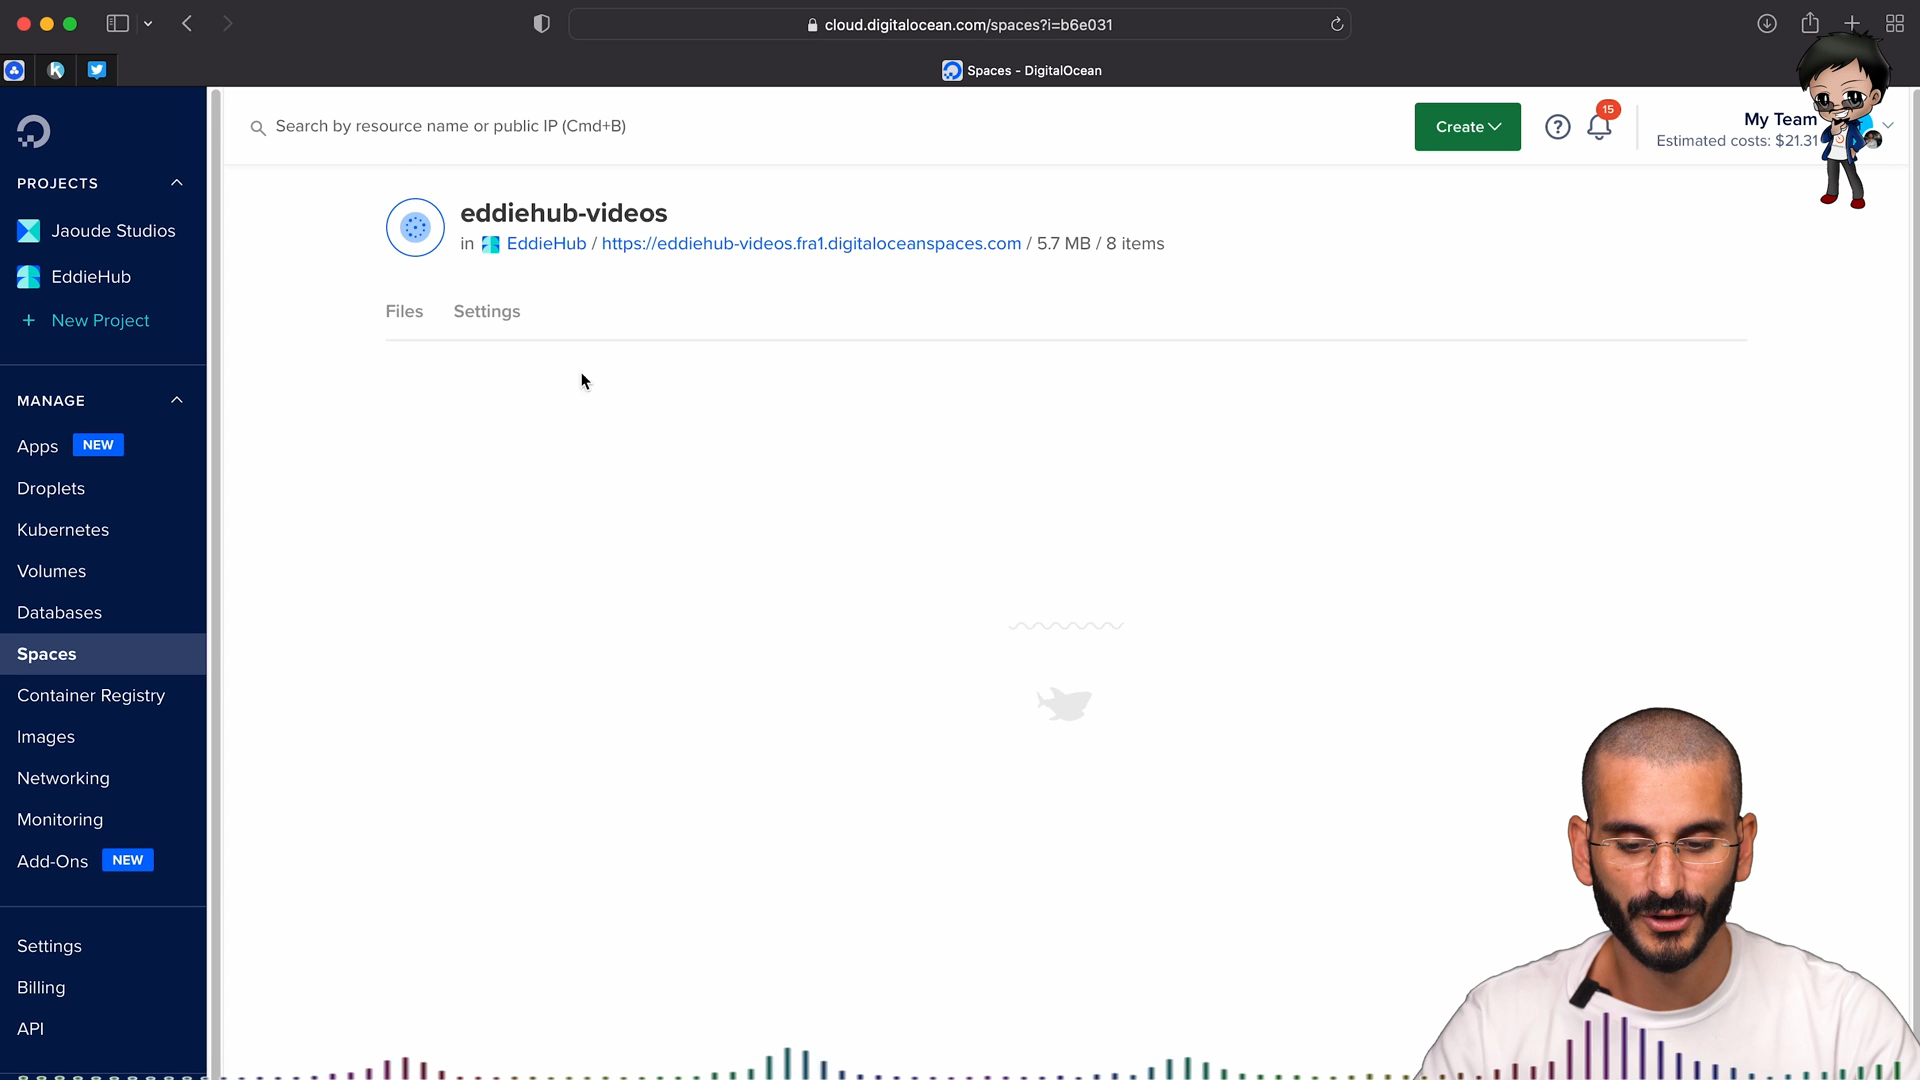 cloud.digitalocean.com/spaces?i=b6e031
Spaces - DigitalOcean
Search by resource name or public IP (Cmd+B)
Create
15
My Team
Estimated costs: $21.31
PROJECTS
Jaoude Studios
EddieHub
+ New Project
MANAGE
Apps NEW
Droplets
Kubernetes
Volumes
Databases
Spaces
Container Registry
Images
Networking
Monitoring
Add-Ons NEW
Settings
Billing
API
eddiehub-videos
in EddieHub / https://eddiehub-videos.fra1.digitaloceanspaces.com / 5.7 MB / 8 items
Files Settings